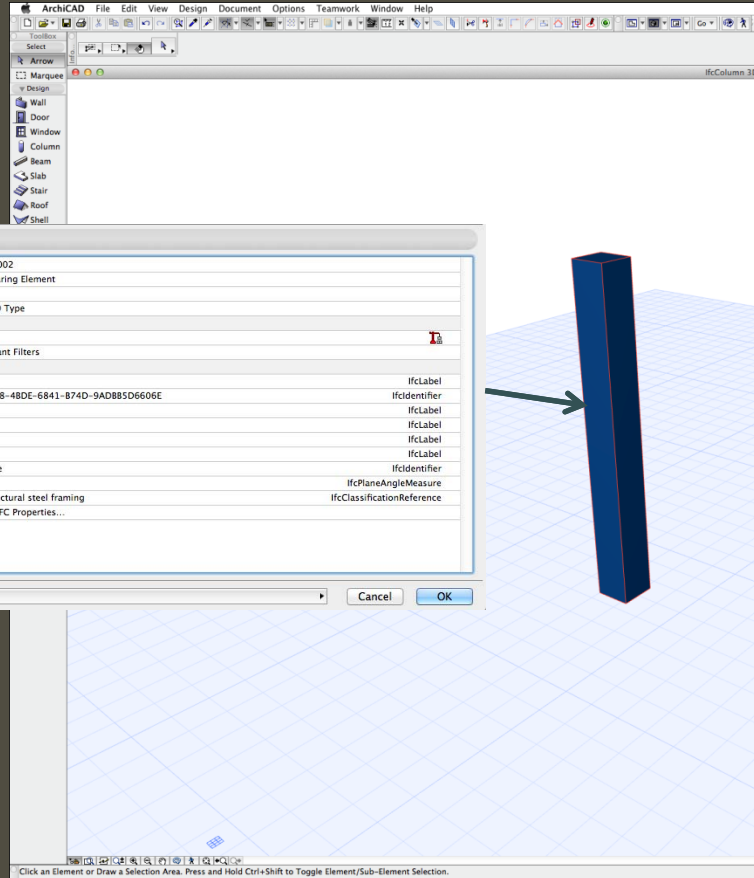 ArchiCAD File Edit View Design Document Options Teamwork Window Help
ToolBox
Select
Arrow
Marquee
Design
Wall
Door
Window
Column
Beam
Slab
Stair
Roof
Shell
Info
Go
IfcColumn 3D
002
ring Element
Type
nt Filters
IfcLabel
8-4BDE-6841-B74D-9ADBB5D6606E IfcIdentifier
IfcLabel
IfcLabel
IfcLabel
IfcLabel
e IfcIdentifier
IfcPlaneAngleMeasure
ctural steel framing IfcClassificationReference
FC Properties...
Cancel OK
Click an Element or Draw a Selection Area. Press and Hold Ctrl+Shift to Toggle Element/Sub-Element Selection.